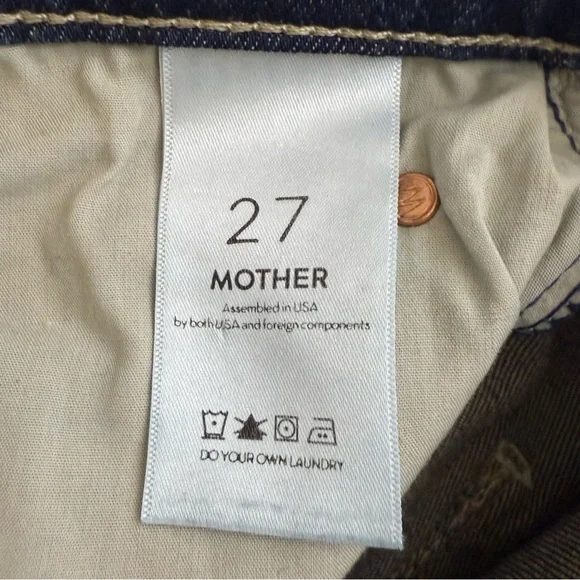 27
MOTHER
Assembled in USA
by both USA and foreign components
DO YOUR OWN LAUNDRY